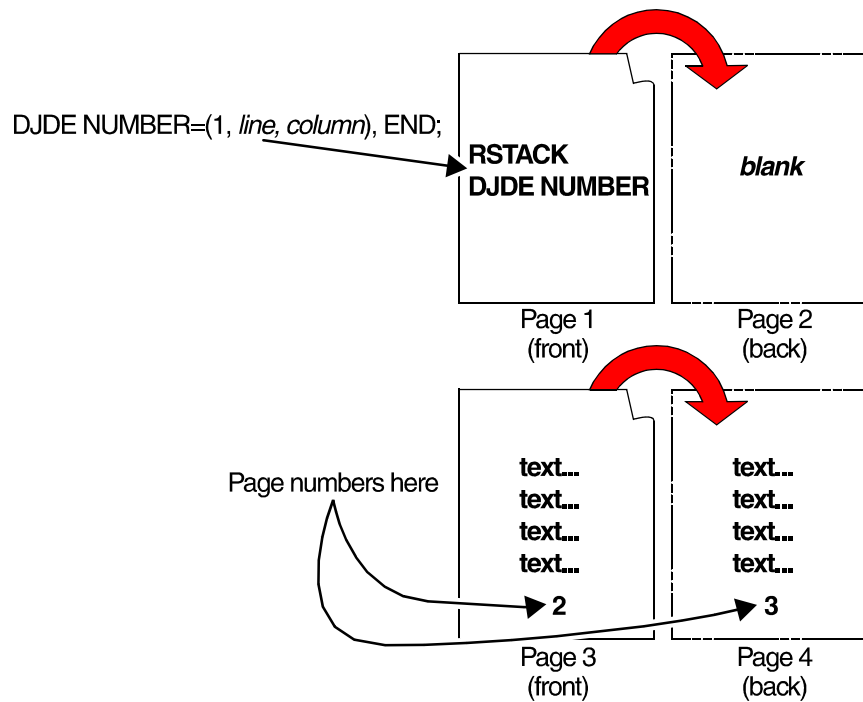 DJDE NUMBER=(1, line, column), END;
RSTACK
DJDE NUMBER
blank
Page 1
(front)
Page 2
(back)
Page numbers here
text...
text...
text...
text...
2
text...
text...
text...
text...
3
Page 3
(front)
Page 4
(back)